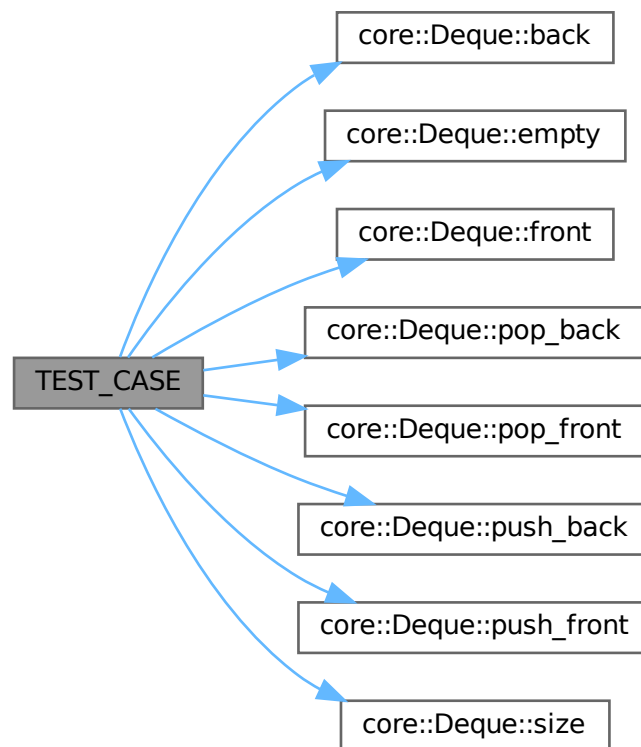 core::Deque::back
core::Deque::empty
core::Deque::front
core::Deque::pop_back
TEST_CASE
core::Deque::pop_front
core::Deque::push_back
core::Deque::push_front
core::Deque::size